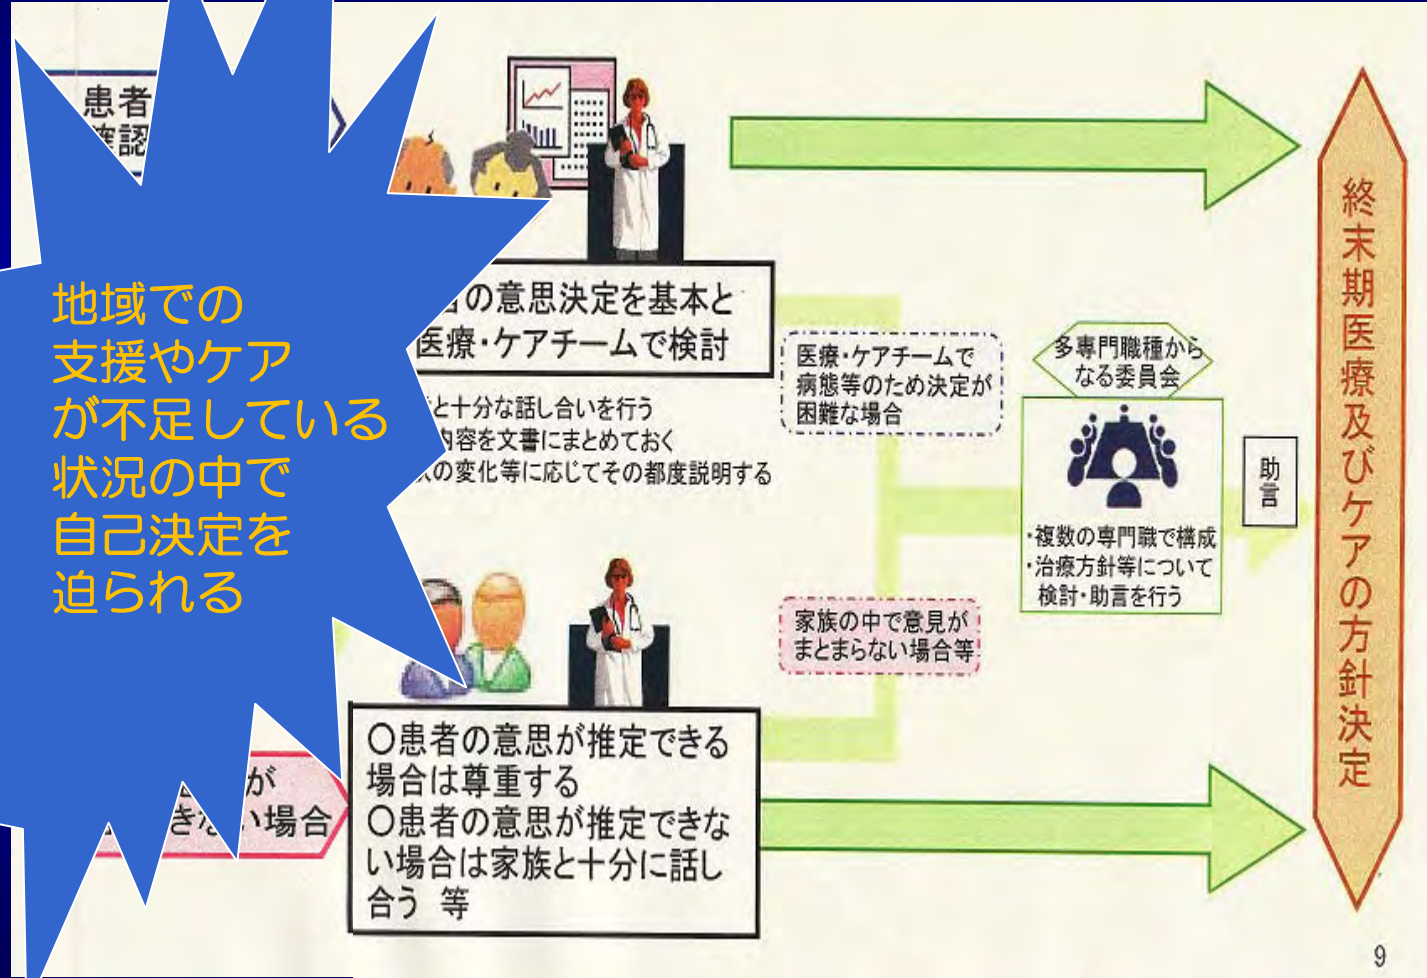 患者
確認
地域での
支援やケア
が不足している
状況の中で
自己決定を
迫られる
の意思決定を基本と
医療・ケアチームで検討
と十分な話し合いを行う
内容を文書にまとめておく
の変化等に応じてその都度説明する
医療・ケアチームで
病態等のため決定が
困難な場合
多専門職種から
なる委員会
・複数の専門職で構成
・治療方針等について
検討・助言を行う
助言
家族の中で意見が
まとまらない場合等
が
きない場合
〇患者の意思が推定できる
場合は尊重する
〇患者の意思が推定できな
い場合は家族と十分に話し
合う 等
終末期医療及びケアの方針決定
9